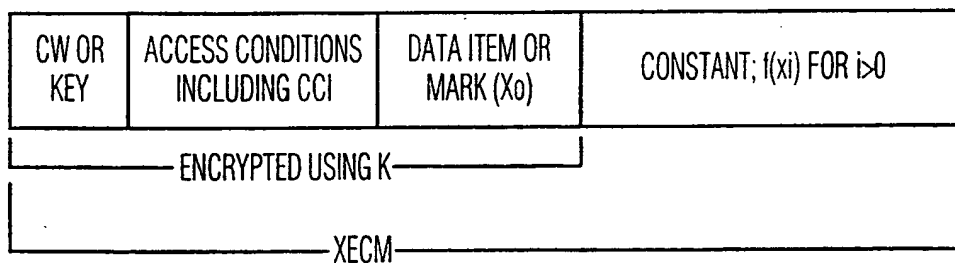 CW OR
KEY
ACCESS CONDITIONS
INCLUDING CCI
DATA ITEM OR
MARK (Xo)
CONSTANT; f(xi) FOR i>0
ENCRYPTED USING K
XECM